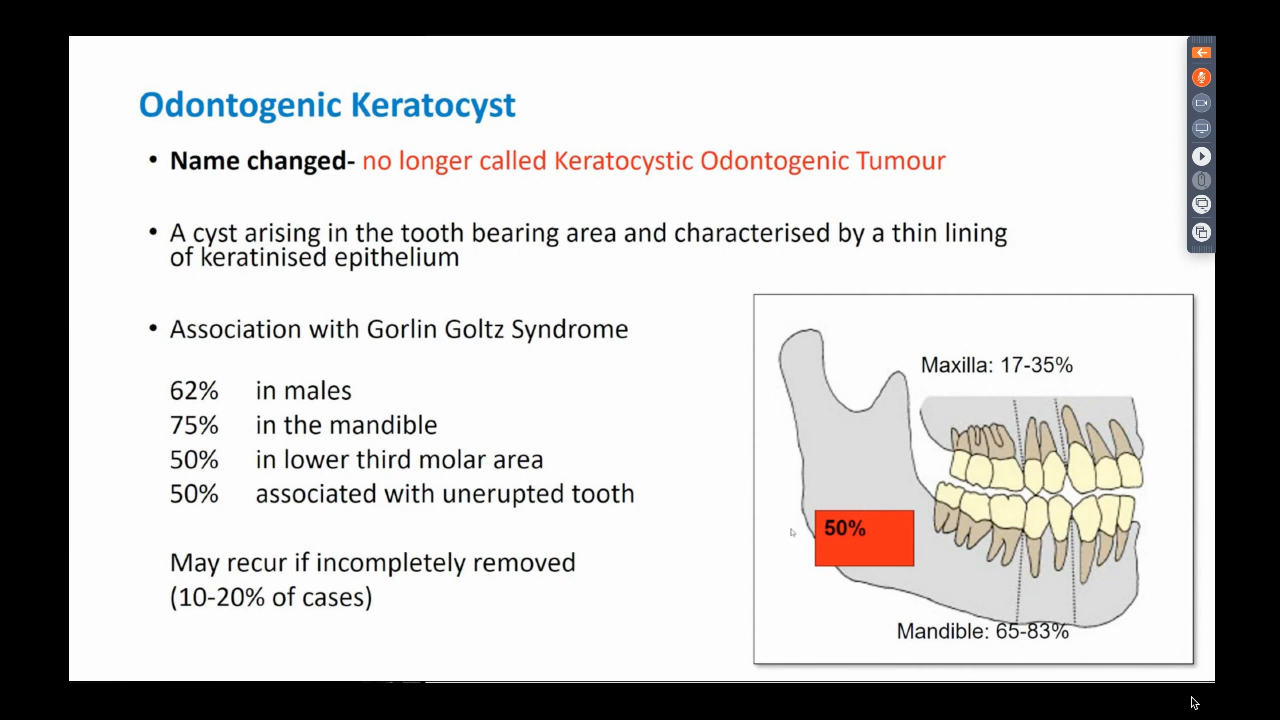 Odontogenic Keratocyst
• Name changed- no longer called Keratocystic Odontogenic Tumour
• A cyst arising in the tooth bearing area and characterised by a thin lining
of keratinised epithelium
• Association with Gorlin Goltz Syndrome
62% in males
75% in the mandible
50% in lower third molar area
50% associated with unerupted tooth
May recur if incompletely removed
(10-20% of cases)
Maxilla: 17-35%
50%
Mandible: 65-83%